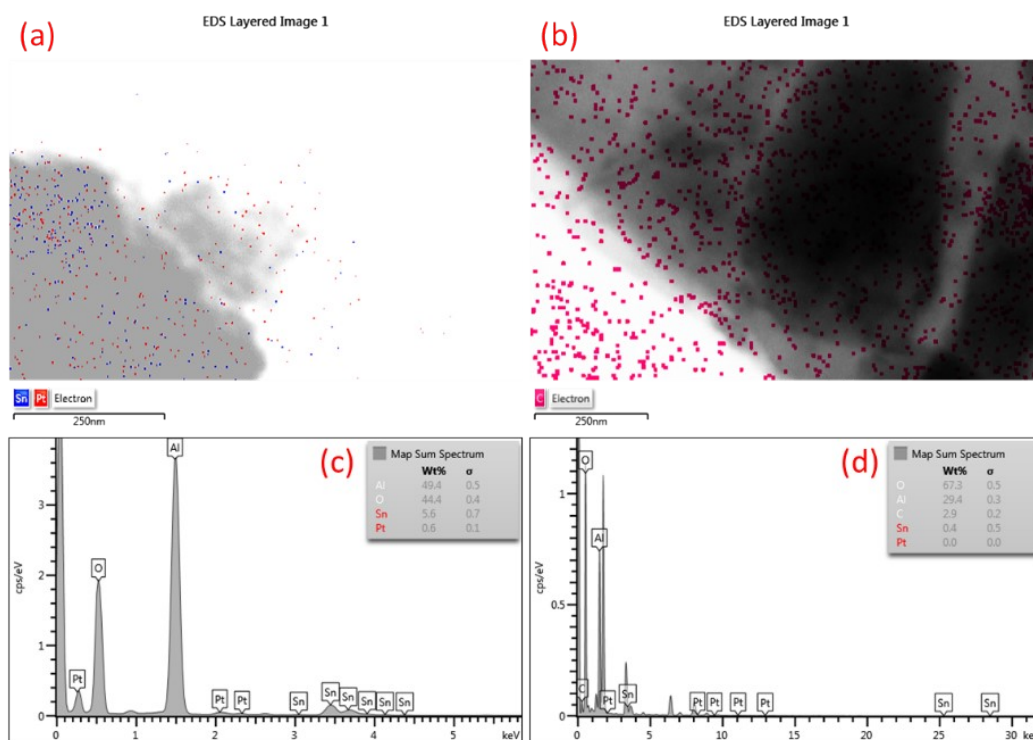 EDS Layered Image 1
(a)
Sn Pt Electron
250nm
EDS Layered Image 1
(b)
C Electron
250nm
(c)
Map Sum Spectrum
Wt% σ
Al 49.4 0.5
O 44.4 0.4
Sn 5.6 0.7
Pt 0.6 0.1
cps/eV
3
2
1
0
Pt
O
Al
Pt
Pt
Sn
Sn
Sn
Sn
Sn
Sn
0 1 2 3 4 5 keV
(d)
Map Sum Spectrum
Wt% σ
O 67.3 0.5
Al 29.4 0.3
C 2.9 0.2
Sn 0.4 0.5
Pt 0.0 0.0
cps/eV
1
0.5
0
C
O
Al
Pt
Sn
Pt
Pt
Pt
Pt
Sn
Sn
0 5 10 15 20 25 30 ke